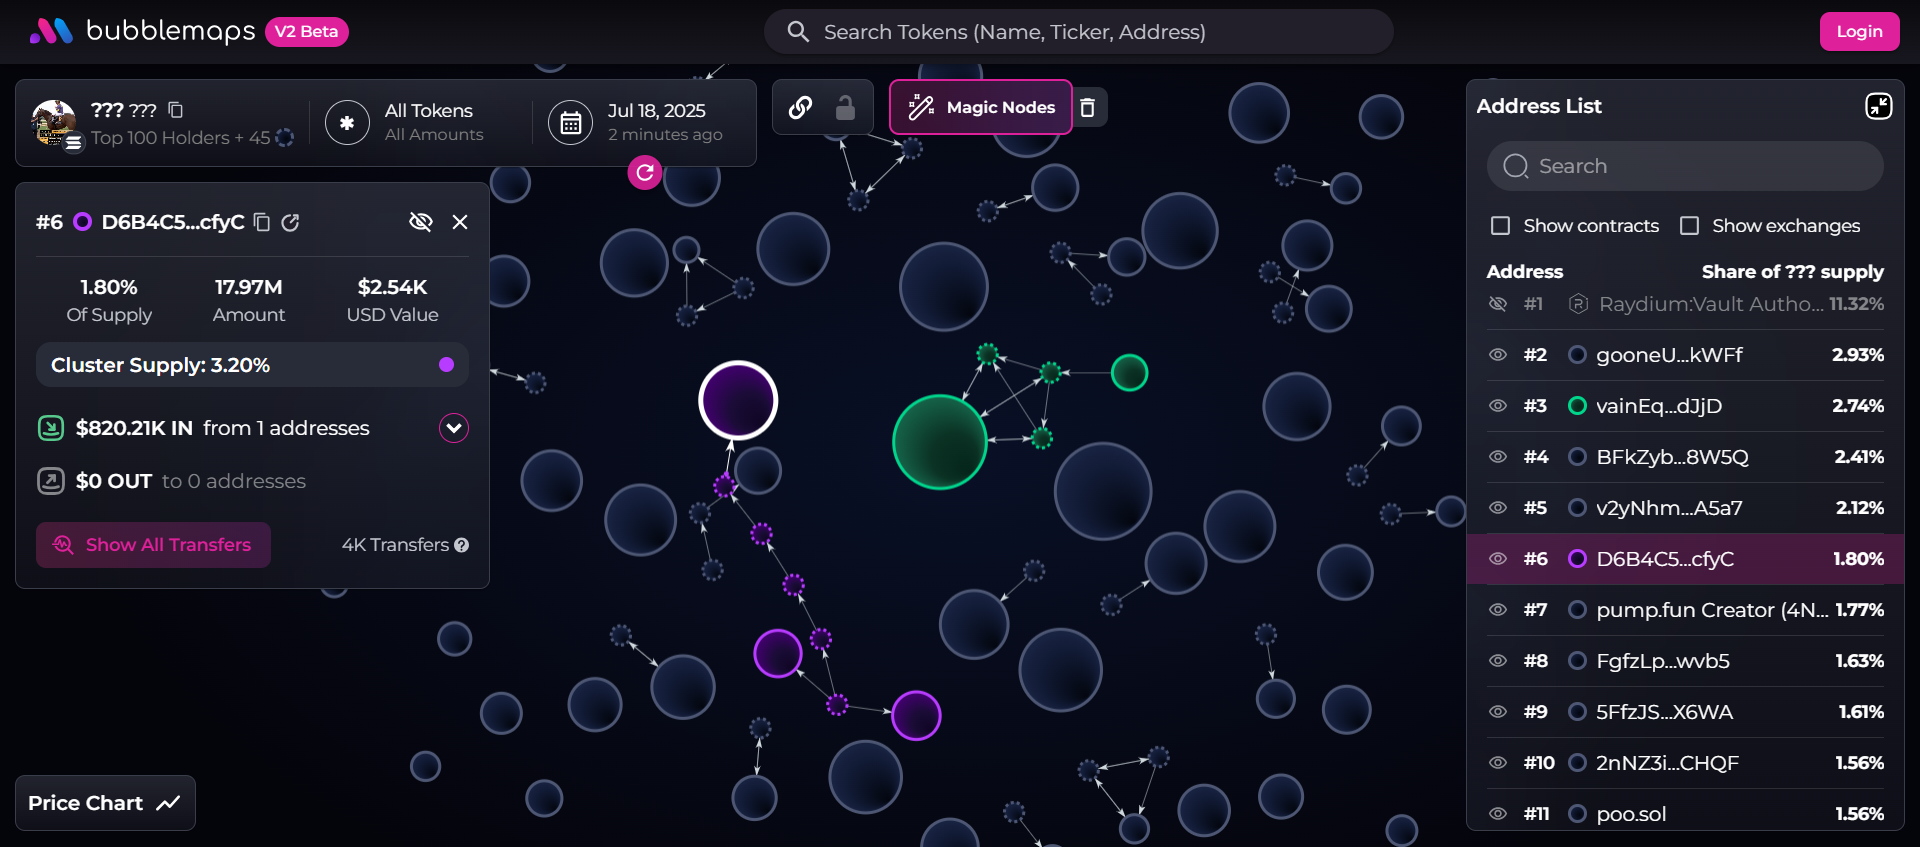 bubblemaps V2 Beta
Search Tokens (Name, Ticker, Address)
Login
??? ???
Top 100 Holders + 45
All Tokens
All Amounts
Jul 18, 2025
2 minutes ago
Magic Nodes
#6 D6B4C5...cfyC
1.80% 17.97M $2.54K
Of Supply Amount USD Value
Cluster Supply: 3.20%
$820.21K IN from 1 addresses
$0 OUT to 0 addresses
Show All Transfers 4K Transfers
Price Chart
Address List
Search
Show contracts Show exchanges
Address Share of ??? supply
#1 Raydium:Vault Autho... 11.32%
#2 gooneU...kWFf 2.93%
#3 vainEq...dJjD 2.74%
#4 BFkZyb...8W5Q 2.41%
#5 v2yNhm...A5a7 2.12%
#6 D6B4C5...cfyC 1.80%
#7 pump.fun Creator (4N... 1.77%
#8 FgfzLp...wvb5 1.63%
#9 5FfzJS...X6WA 1.61%
#10 2nNZ3i...CHQF 1.56%
#11 poo.sol 1.56%